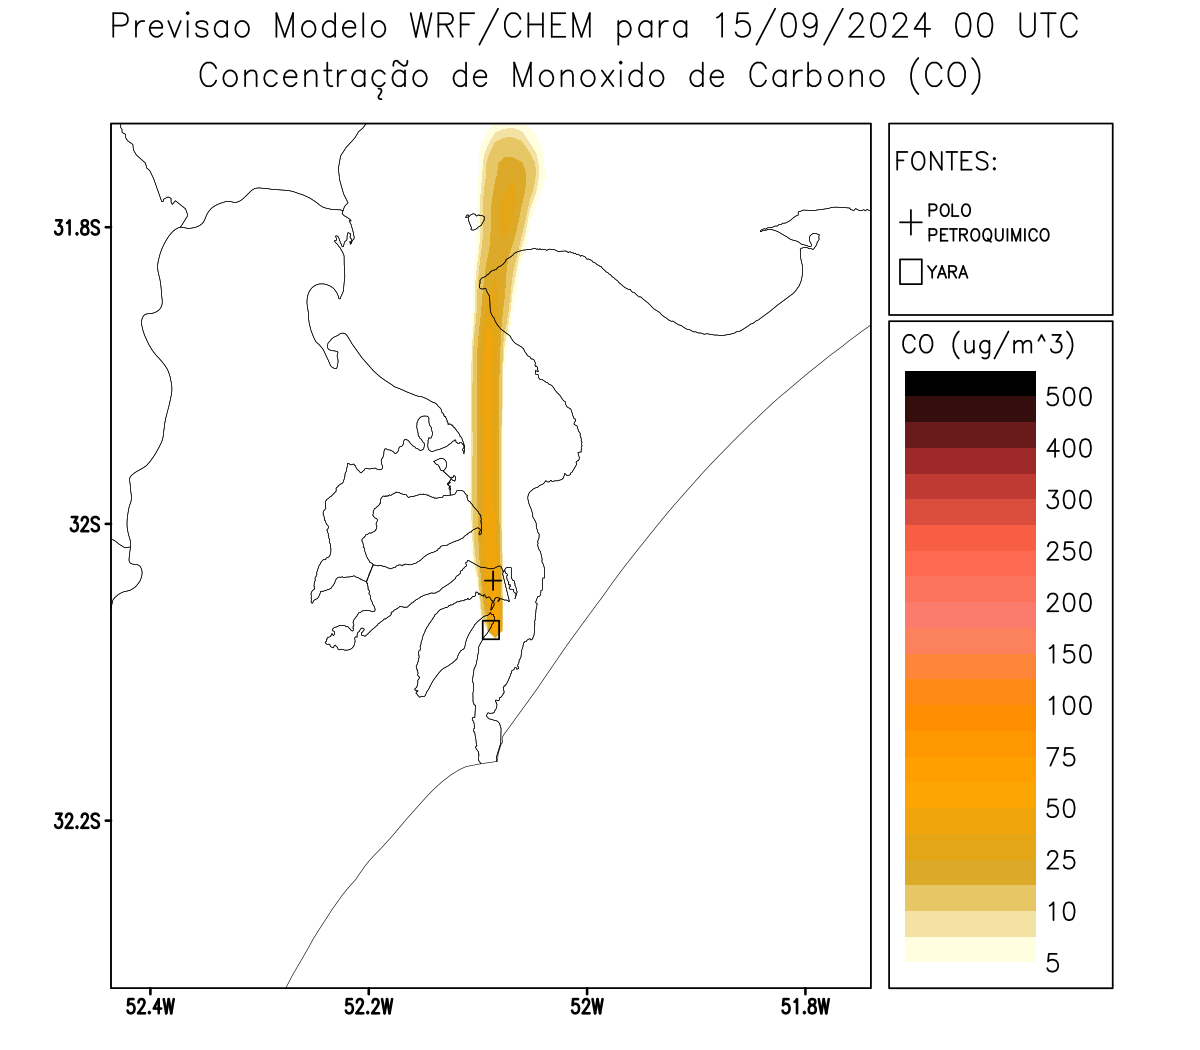 Previsao Modelo WRF/CHEM para 15/09/2024 00 UTC
Concentração de Monoxido de Carbono (CO)
FONTES:
POLO
PETROQUIMICO
YARA
CO (ug/m^3)
500
400
300
250
200
150
100
75
50
25
10
5
31.8S
32S
32.2S
52.4W
52.2W
52W
51.8W